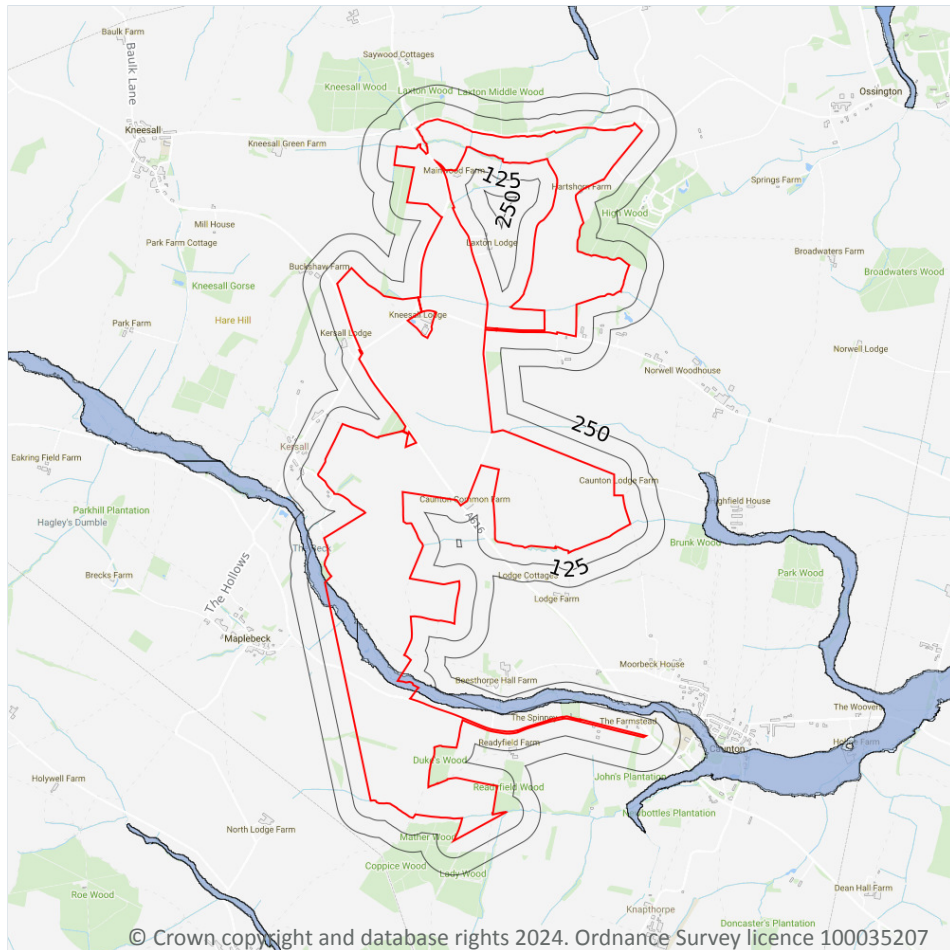 Baulk Farm
Baulk Lane
Saywood Cottages
Ossington
Kneesall Wood
Laxton Wood
Laxton Middle Wood
Kneesall
Kneesall Green Farm
125
Hartshorn Farm
Springs Farm
250
High Wood
Mill House
Park Farm Cottage
Laxton Lodge
Broadwaters Farm
Buckshaw Farm
Broadwaters Wood
Kneesall Gorse
Park Farm
Hare Hill
Kneesall Lodge
Kersall Lodge
Norwell Lodge
Norwell Woodhouse
250
Kersall
Eakring Field Farm
Caunton Lodge Farm
Parkhill Plantation
Caunton Common Farm
Highfield House
Hagley's Dumble
A616
The Beck
Brunk Wood
125
Brecks Farm
Lodge Cottages
Park Wood
The Hollows
Lodge Farm
Maplebeck
Moorbeck House
Beesthorpe Hall Farm
The Woovers
The Spinney
The Farmstead
Readyfield Farm
Caunton
Duke's Wood
Holywell Farm
John's Plantation
Readyfield Wood
Newbottles Plantation
North Lodge Farm
Mather Wood
Coppice Wood
Lady Wood
Roe Wood
Dean Hall Farm
Knapthorpe
Doncaster's Plantation
© Crown copyright and database rights 2024. Ordnance Survey licence 100035207